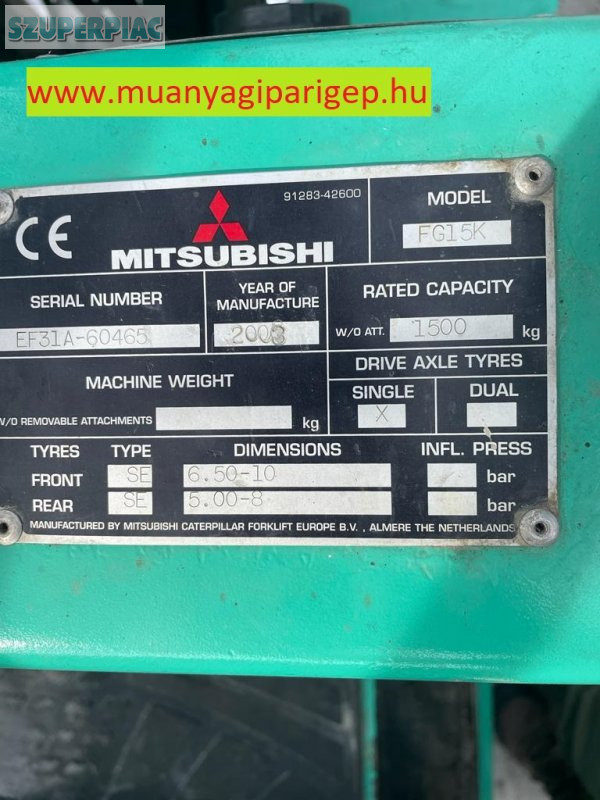 SZUPERPIAC
www.muanyagiparigep.hu
CE
MITSUBISHI
91283-42600
MODEL
FG15K
SERIAL NUMBER
EF31A-60465
YEAR OF
MANUFACTURE
RATED CAPACITY
W/O ATT. 1500 kg
DRIVE AXLE TYRES
SINGLE DUAL
X
MACHINE WEIGHT
W/O REMOVABLE ATTACHMENTS kg
TYRES TYPE DIMENSIONS INFL. PRESS
FRONT SE 6.50-10 bar
REAR SE 5.00-8 bar
MANUFACTURED BY MITSUBISHI CATERPILLAR FORKLIFT EUROPE B.V., ALMERE THE NETHERLANDS